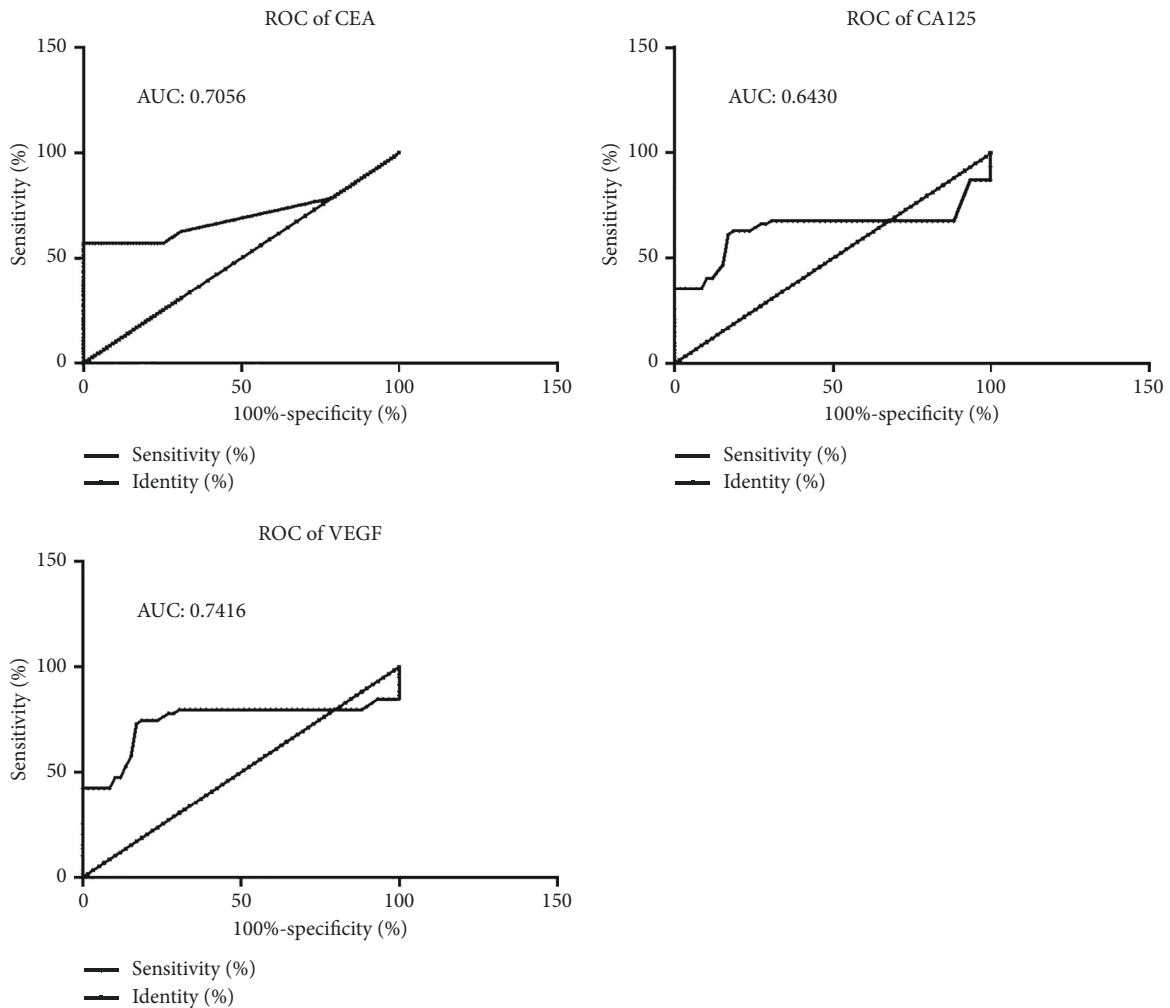 ROC of CEA
150
AUC: 0.7056
100
50
0
Sensitivity (%)
0 50 100 150
100%-specificity (%)
Sensitivity (%)
Identity (%)
ROC of CA125
150
AUC: 0.6430
100
50
0
Sensitivity (%)
0 50 100 150
100%-specificity (%)
Sensitivity (%)
Identity (%)
ROC of VEGF
150
AUC: 0.7416
100
50
0
Sensitivity (%)
0 50 100 150
100%-specificity (%)
Sensitivity (%)
Identity (%)